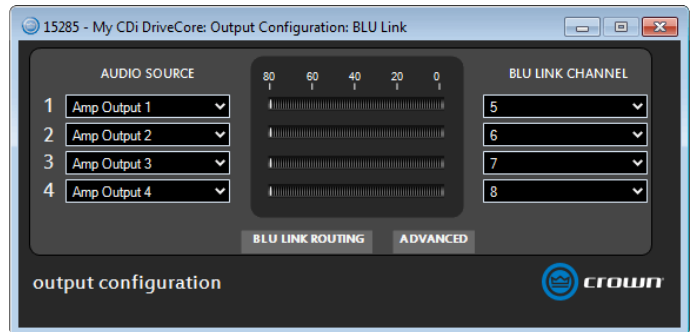 15285 - My CDi DriveCore: Output Configuration: BLU Link
AUDIO SOURCE 80 60 40 20 0 BLU LINK CHANNEL
1 Amp Output 1 5
2 Amp Output 2 6
3 Amp Output 3 7
4 Amp Output 4 8
BLU LINK ROUTING ADVANCED
output configuration crown